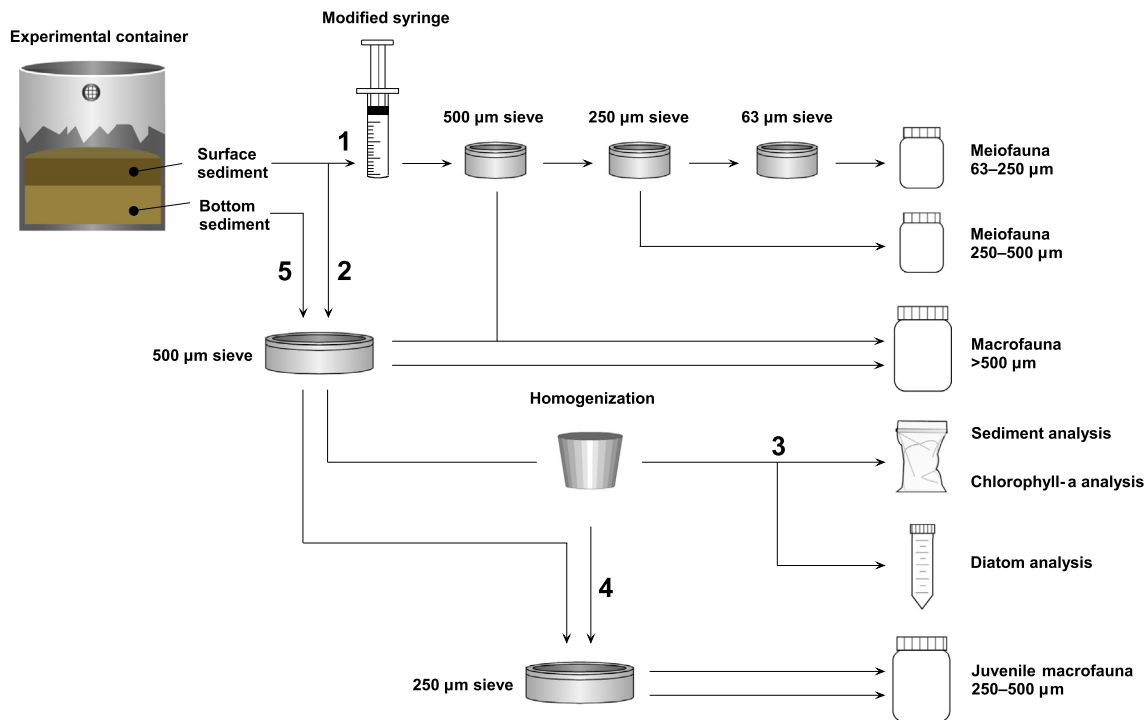 Modified syringe
Experimental container
500 µm sieve
250 µm sieve
63 µm sieve
1
Surface
sediment
Meiofauna
63–250 µm
Bottom
sediment
Meiofauna
250–500 µm
5
2
500 µm sieve
Macrofauna
>500 µm
Homogenization
3
Sediment analysis
Chlorophyll-a analysis
Diatom analysis
4
250 µm sieve
Juvenile macrofauna
250–500 µm